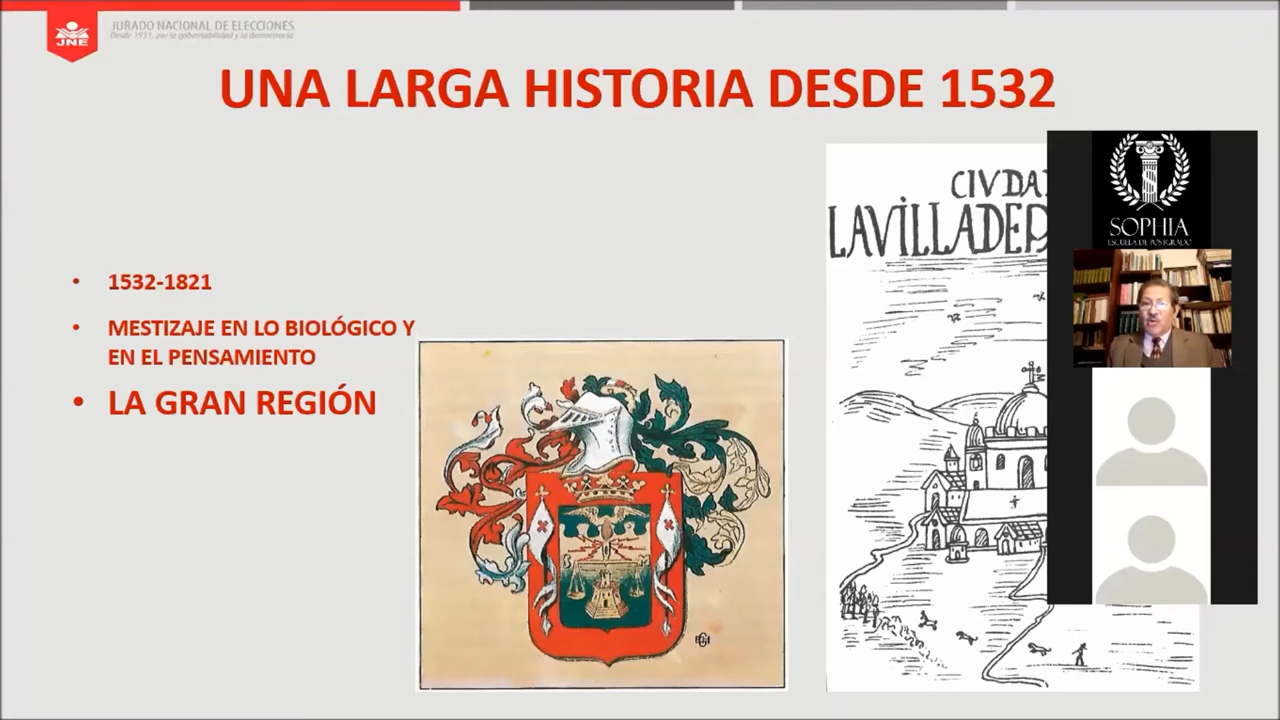 JNE
JURADO NACIONAL DE ELECCIONES
Desde 1931, por la gobernabilidad y la democracia
UNA LARGA HISTORIA DESDE 1532
• 1532-1821
• MESTIZAJE EN LO BIOLÓGICO Y
EN EL PENSAMIENTO
• LA GRAN REGIÓN
CIVDA
LAVILLADE
SOPHIA
ESCUELA DE POSTGRADO